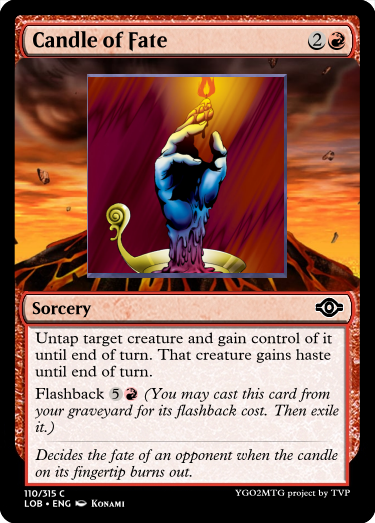 Candle of Fate 2
Sorcery
Untap target creature and gain control of it
until end of turn. That creature gains haste
until end of turn.
Flashback 5 (You may cast this card from
your graveyard for its flashback cost. Then exile
it.)
Decides the fate of an opponent when the candle
on its fingertip burns out.
110/315 C
LOB • ENG KONAMI
YGO2MTG project by TVP